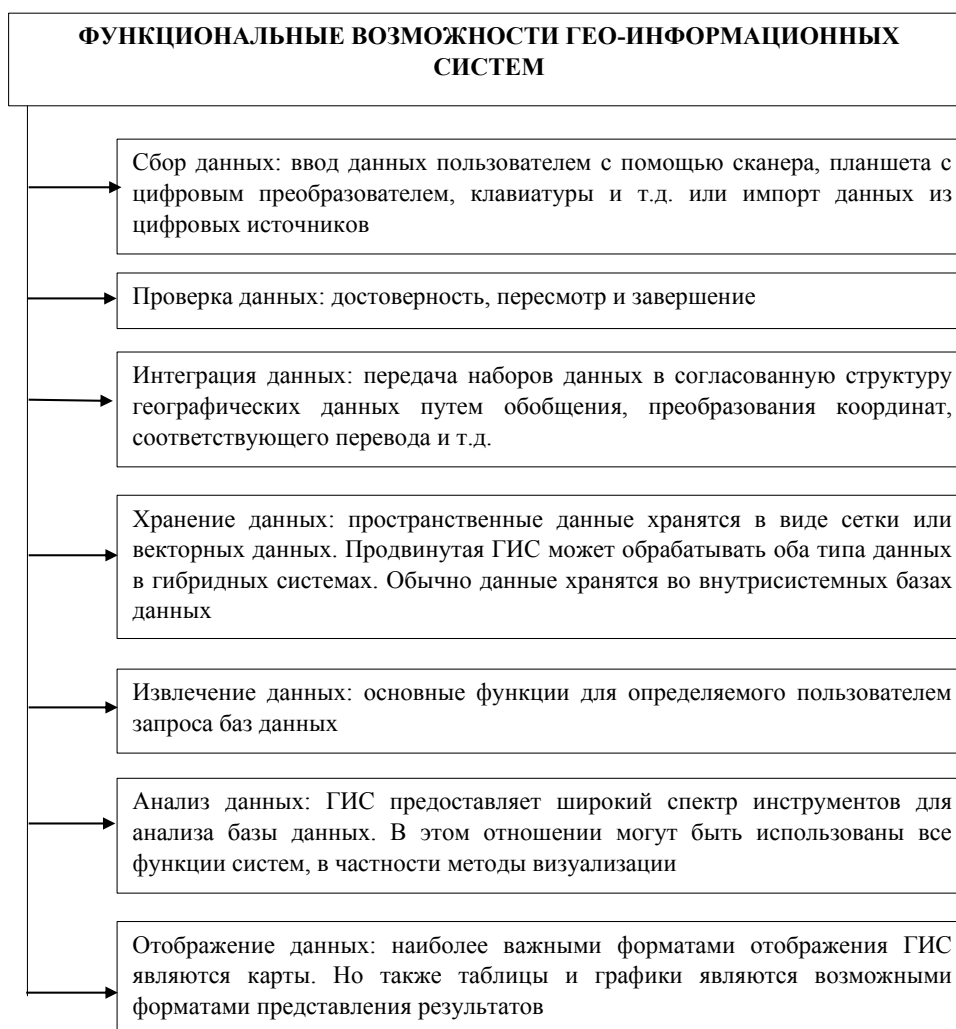 ФУНКЦИОНАЛЬНЫЕ ВОЗМОЖНОСТИ ГЕО-ИНФОРМАЦИОННЫХ
СИСТЕМ
Сбор данных: ввод данных пользователем с помощью сканера, планшета с
цифровым преобразователем, клавиатуры и т.д. или импорт данных из
цифровых источников
Проверка данных: достоверность, пересмотр и завершение
Интеграция данных: передача наборов данных в согласованную структуру
географических данных путем обобщения, преобразования координат,
соответствующего перевода и т.д.
Хранение данных: пространственные данные хранятся в виде сетки или
векторных данных. Продвинутая ГИС может обрабатывать оба типа данных
в гибридных системах. Обычно данные хранятся во внутрисистемных базах
данных
Извлечение данных: основные функции для определяемого пользователем
запроса баз данных
Анализ данных: ГИС предоставляет широкий спектр инструментов для
анализа базы данных. В этом отношении могут быть использованы все
функции систем, в частности методы визуализации
Отображение данных: наиболее важными форматами отображения ГИС
являются карты. Но также таблицы и графики являются возможными
форматами представления результатов